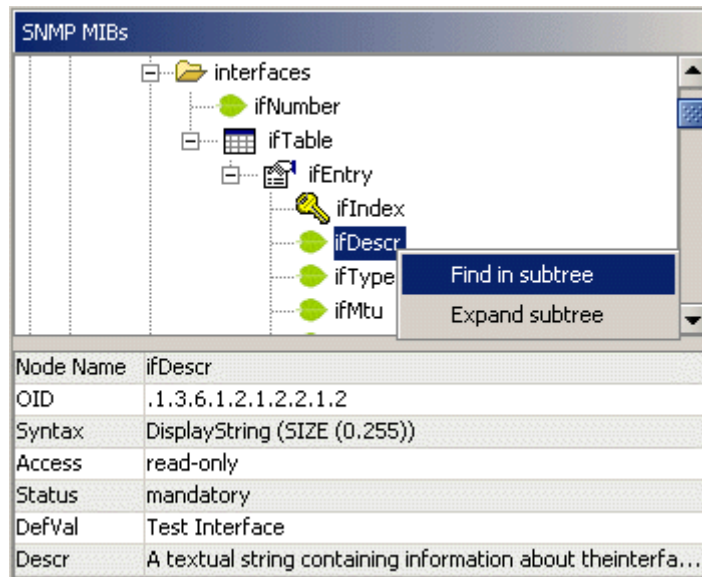 SNMP MIBs
interfaces
ifNumber
ifTable
ifEntry
ifIndex
ifDescr
ifType
Find in subtree
ifMtu
Expand subtree
Node Name ifDescr
OID .1.3.6.1.2.1.2.2.1.2
Syntax DisplayString (SIZE (0.255))
Access read-only
Status mandatory
DefVal Test Interface
Descr A textual string containing information about theinterfa...